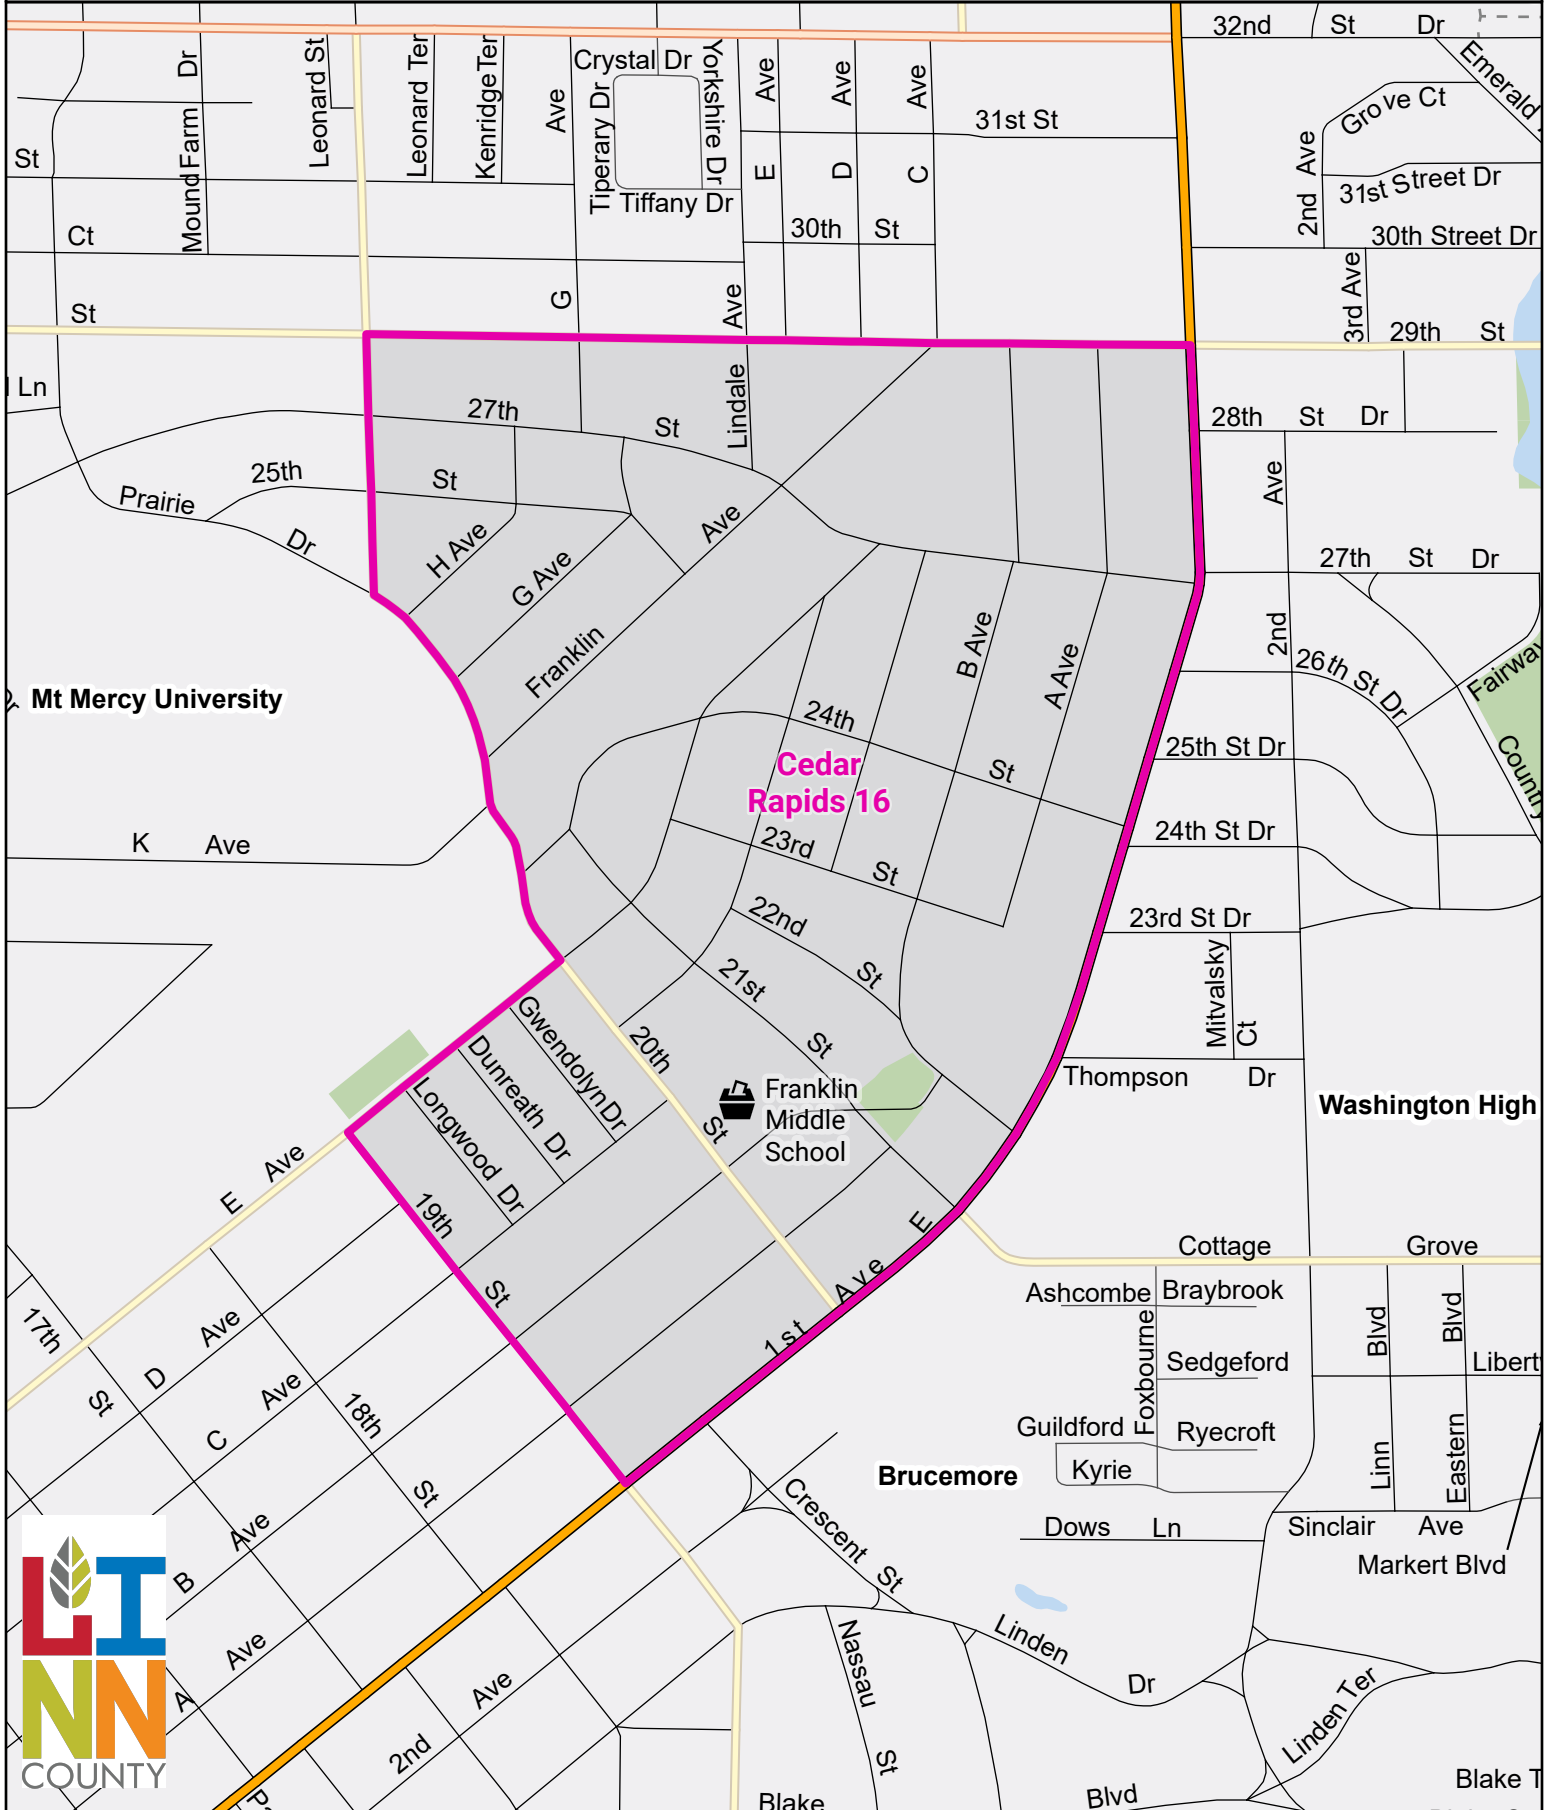 32nd St Dr
Emerald
Crystal Dr
Leonard St
Leonard Ter
Kenridge Ter
G Ave
Tiperary Dr
Yorkshire Dr
Tiffany Dr
E Ave
D Ave
C Ave
31st St
Grove Ct
2nd Ave
31st Street Dr
30th Street Dr
Mound Farm Dr
St
Ct
St
30th St
Lindale Ave
3rd Ave
29th St
Ln
27th St
28th St Dr
25th St
Prairie Dr
H Ave
G Ave
Franklin Ave
27th St Dr
2nd Ave
26th St Dr
Fairway
Country
Mt Mercy University
B Ave
A Ave
24th St
25th St Dr
Cedar
Rapids 16
K Ave
23rd St
24th St Dr
22nd St
23rd St Dr
21st St
Mitvalsky Ct
Gwendolyn Dr
Dunreath Dr
Longwood Dr
20th St
Franklin
Middle
School
Thompson Dr
Washington High
E Ave
19th St
1st Ave E
Cottage Grove
Ashcombe
Braybrook
Foxbourne
Sedgeford
Linn Blvd
Eastern Blvd
Libert
17th St
D Ave
C Ave
18th St
Guildford
Ryecroft
Kyrie
Brucemore
Crescent St
Dows Ln
Sinclair Ave
Markert Blvd
B Ave
A Ave
2nd Ave
Nassau St
Linden Dr
Linden Ter
Blake T
Blake
Blvd
LINN
COUNTY